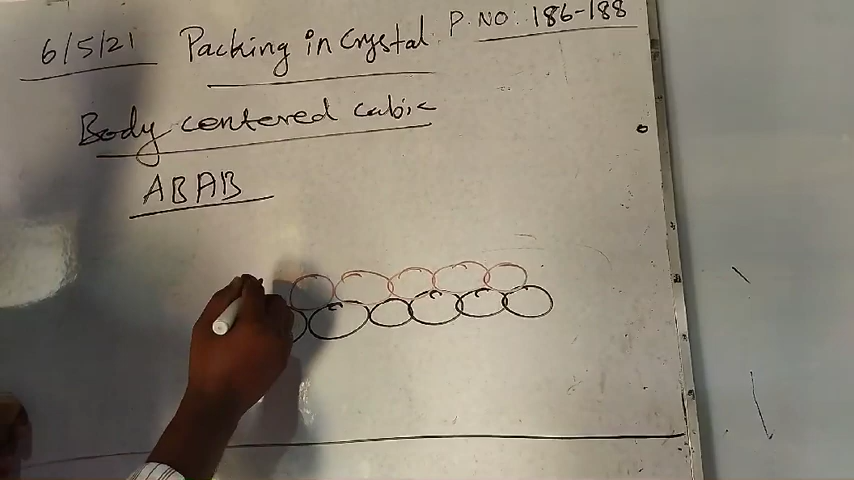 6/5/21 Packing in Crystal P. NO: 186-188
Body centered cubic
ABAB